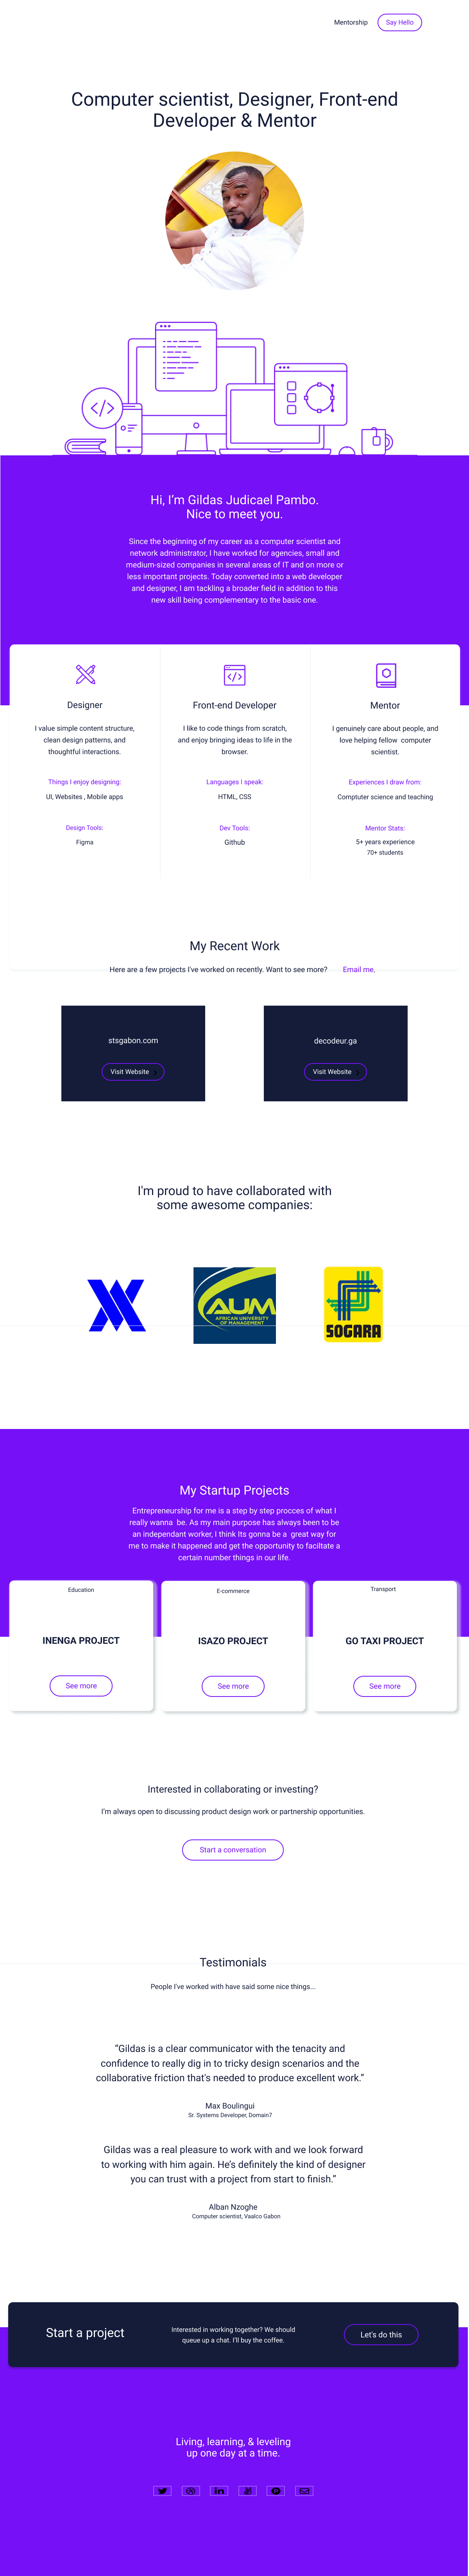 Mentorship
Say Hello
Computer scientist, Designer, Front-end
Developer & Mentor
Hi, I’m Gildas Judicael Pambo.
Nice to meet you.
Since the beginning of my career as a computer scientist and
network administrator, I have worked for agencies, small and
medium-sized companies in several areas of IT and on more or
less important projects. Today converted into a web developer
and designer, I am tackling a broader field in addition to this
new skill being complementary to the basic one.
Designer
I value simple content structure,
clean design patterns, and
thoughtful interactions.
Things I enjoy designing:
UI, Websites , Mobile apps
Design Tools:
Figma
Front-end Developer
I like to code things from scratch,
and enjoy bringing ideas to life in the
browser.
Languages I speak:
HTML, CSS
Dev Tools:
Github
Mentor
I genuinely care about people, and
love helping fellow  computer
scientist.
Experiences I draw from:
Comptuter science and teaching
Mentor Stats:
5+ years experience
70+ students
My Recent Work
Here are a few projects I've worked on recently. Want to see more? Email me.
stsgabon.com
Visit Website
decodeur.ga
Visit Website
I'm proud to have collaborated with
some awesome companies:
AUM
AFRICAN UNIVERSITY
OF MANAGEMENT
SOGARA
My Startup Projects
Entrepreneurship for me is a step by step procces of what I
really wanna  be. As my main purpose has always been to be
an independant worker, I think Its gonna be a  great way for
me to make it happened and get the opportunity to faciltate a
certain number things in our life.
Education
INENGA PROJECT
See more
E-commerce
ISAZO PROJECT
See more
Transport
GO TAXI PROJECT
See more
Interested in collaborating or investing?
I’m always open to discussing product design work or partnership opportunities.
Start a conversation
Testimonials
People I've worked with have said some nice things...
“Gildas is a clear communicator with the tenacity and
confidence to really dig in to tricky design scenarios and the
collaborative friction that's needed to produce excellent work.”
Max Boulingui
Sr. Systems Developer, Domain7
Gildas was a real pleasure to work with and we look forward
to working with him again. He’s definitely the kind of designer
you can trust with a project from start to finish.”
Alban Nzoghe
Computer scientist, Vaalco Gabon
Start a project
Interested in working together? We should
queue up a chat. I’ll buy the coffee.
Let's do this
Living, learning, & leveling
up one day at a time.